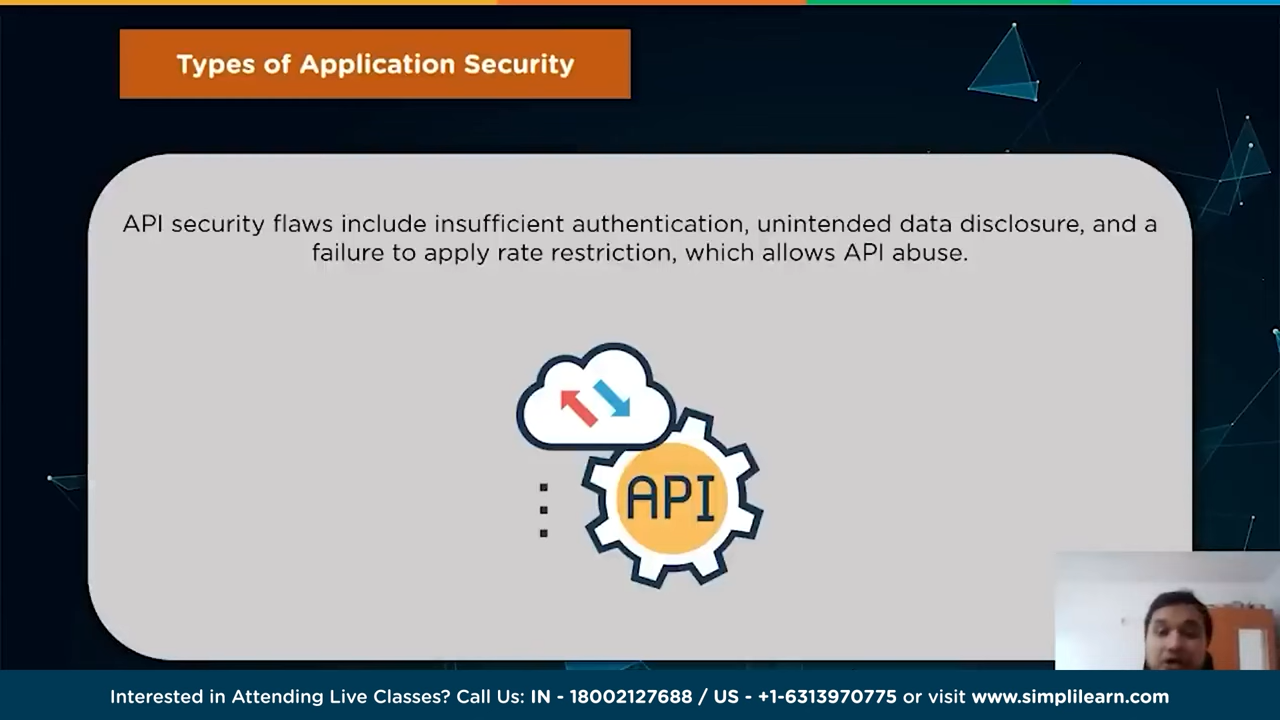 Types of Application Security
API security flaws include insufficient authentication, unintended data disclosure, and a
failure to apply rate restriction, which allows API abuse.
API
Interested in Attending Live Classes? Call Us: IN - 18002127688 / US - +1-6313970775 or visit www.simplilearn.com